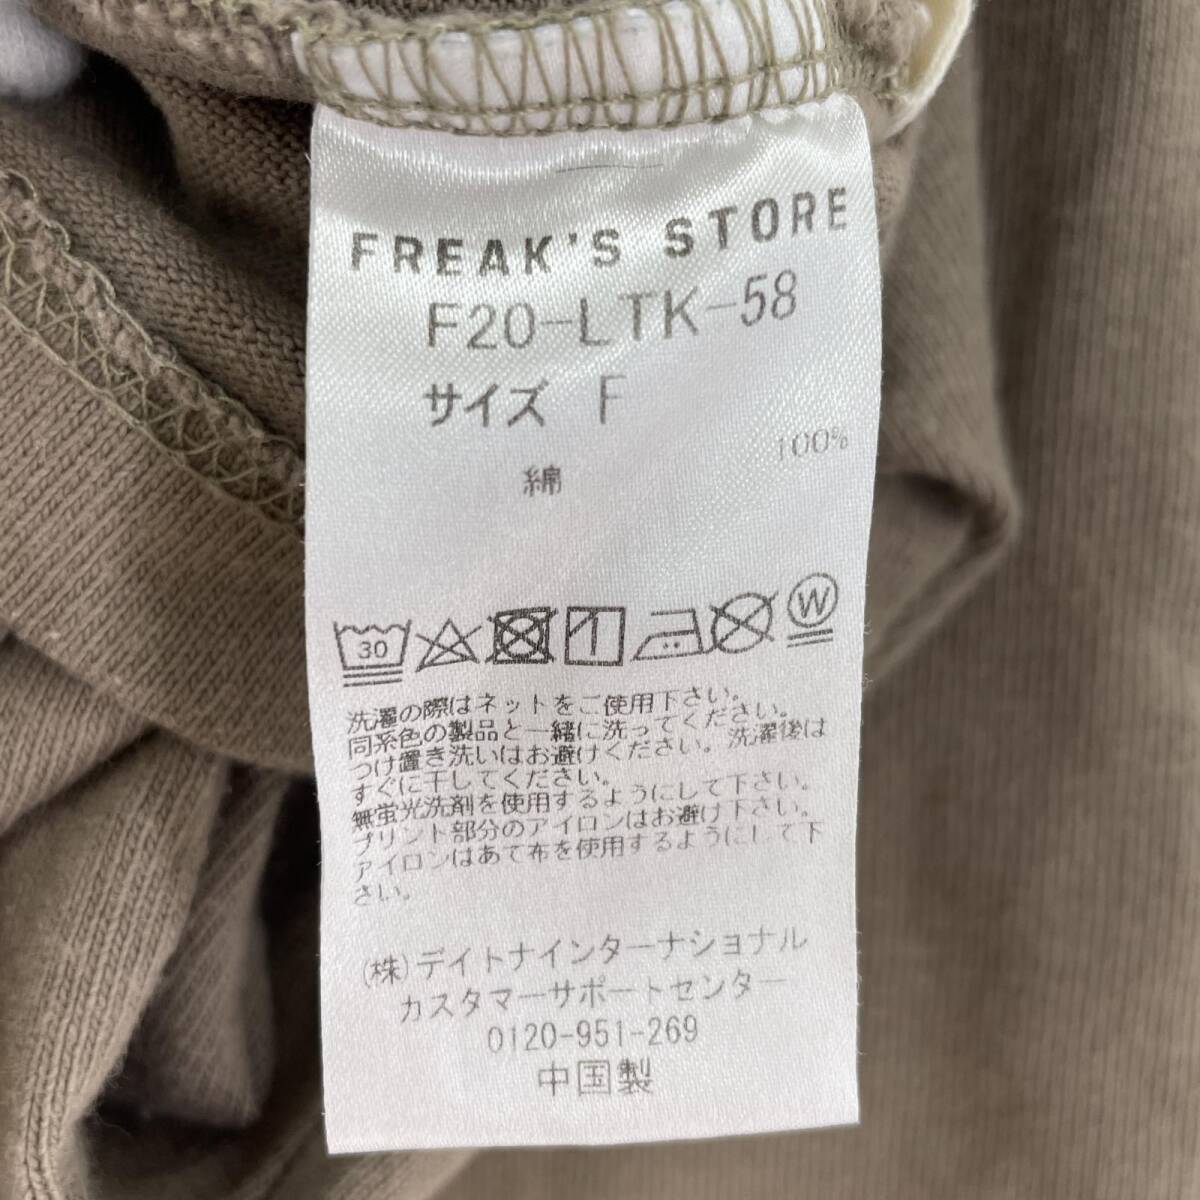 FREAK'S STORE
F20-LTK-58
サイズ F
綿 100%
30 W
洗濯の際はネットをご使用下さい。
同系色の製品と一緒に洗ってください。
つけ置き洗いはお避けください。洗濯後は
すぐに干してください。
無蛍光洗剤を使用するようにして下さい。
プリント部分のアイロンはお避け下さい。
アイロンはあて布を使用するようにして下
さい。
(株)デイトナインターナショナル
カスタマーサポートセンター
0120-951-269
中国製